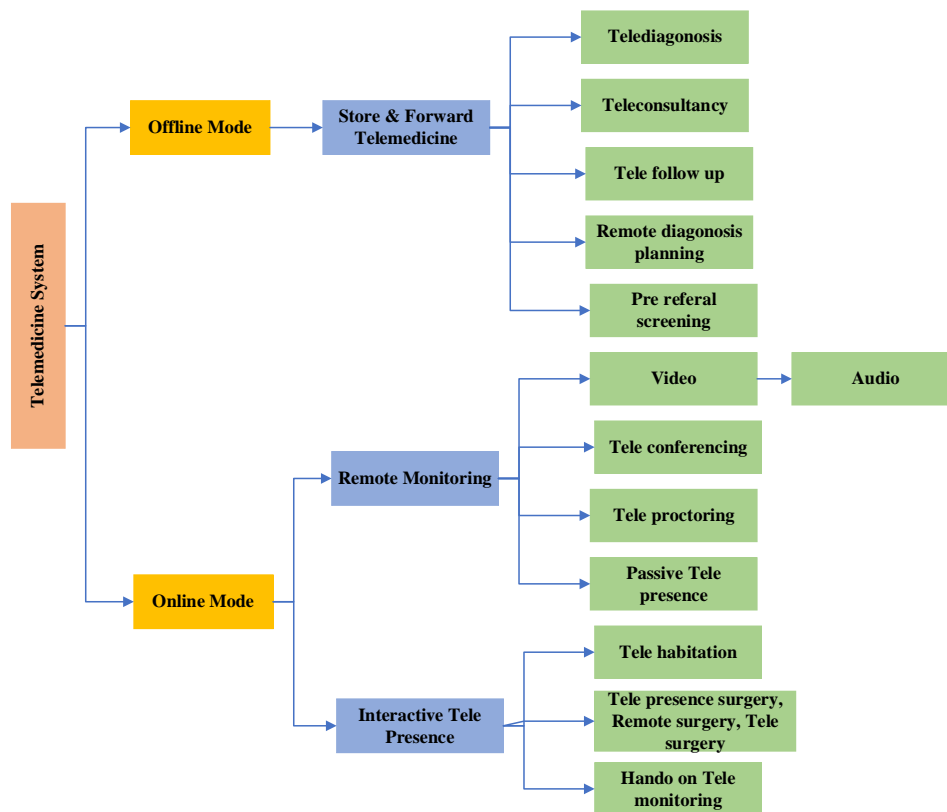 Telemedicine System
Offline Mode
Store & Forward
Telemedicine
Telediagonosis
Teleconsultancy
Tele follow up
Remote diagonosis
planning
Pre referal
screening
Online Mode
Remote Monitoring
Video
Audio
Tele conferencing
Tele proctoring
Passive Tele
presence
Interactive Tele
Presence
Tele habitation
Tele presence surgery,
Remote surgery, Tele
surgery
Hando on Tele
monitoring